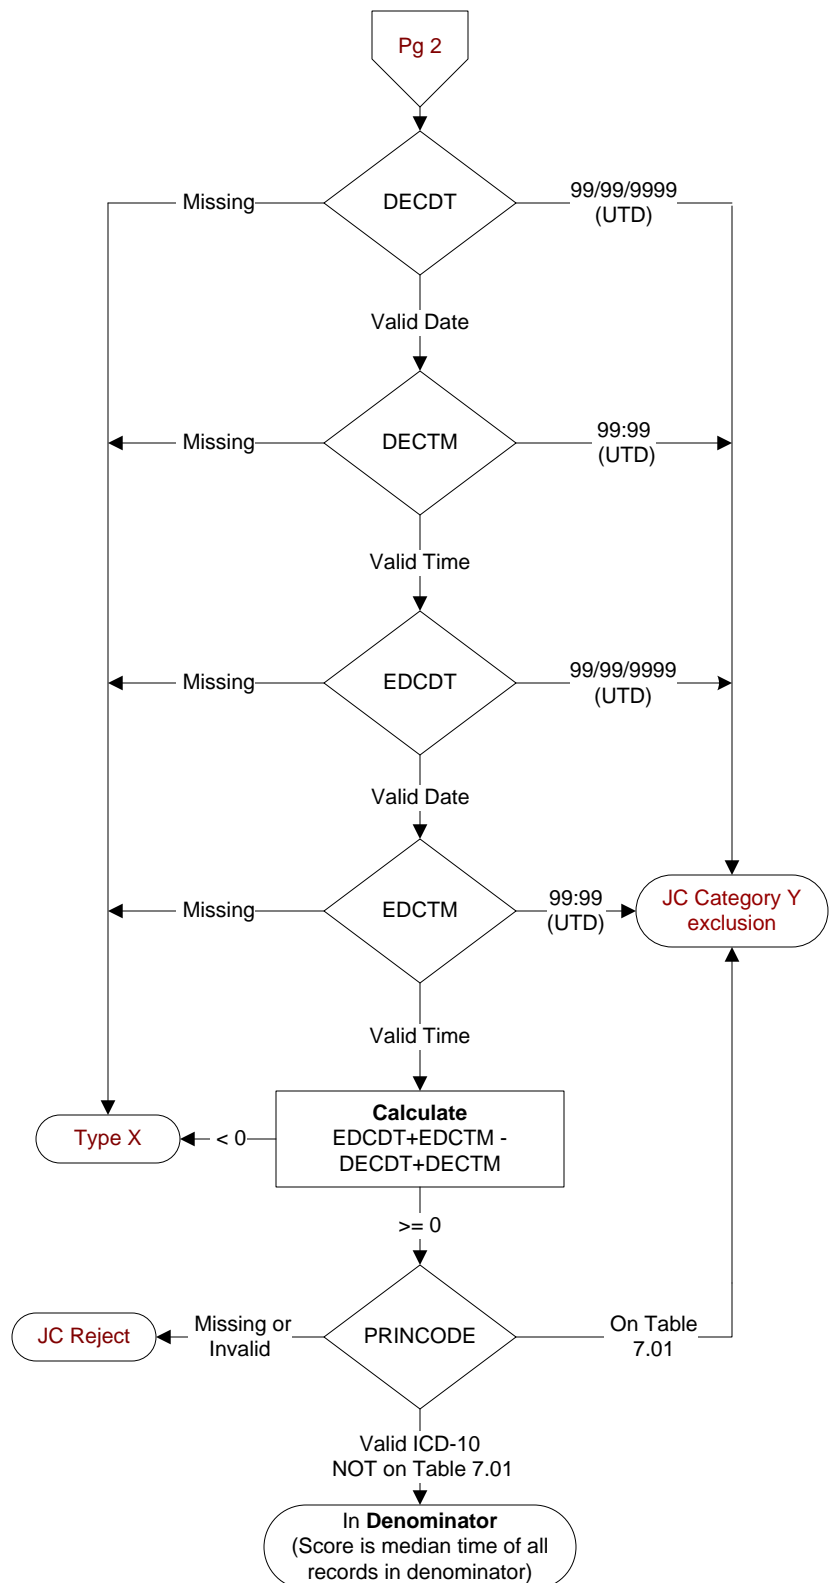 Pg 2
DECDT
Missing
99/99/9999
(UTD)
Valid Date
DECTM
Missing
99:99
(UTD)
Valid Time
EDCDT
Missing
99/99/9999
(UTD)
Valid Date
EDCTM
Missing
99:99
(UTD)
JC Category Y
exclusion
Valid Time
Calculate
EDCDT+EDCTM -
DECDT+DECTM
< 0
Type X
>= 0
PRINCODE
Missing or
Invalid
JC Reject
On Table
7.01
Valid ICD-10
NOT on Table 7.01
In Denominator
(Score is median time of all
records in denominator)